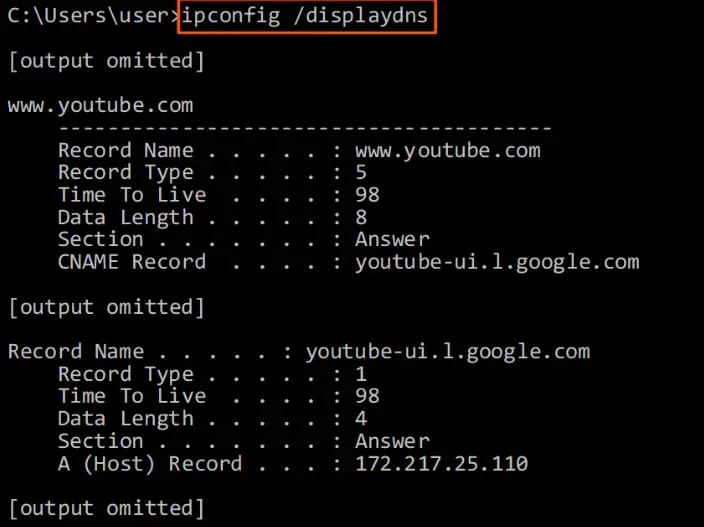 C:\Users\user>ipconfig /displaydns
[output omitted]
www.youtube.com
----------------------------------------
Record Name . . . . . : www.youtube.com
Record Type . . . . . : 5
Time To Live  . . . . : 98
Data Length . . . . . : 8
Section . . . . . . . : Answer
CNAME Record  . . . . : youtube-ui.l.google.com
[output omitted]
Record Name . . . . . : youtube-ui.l.google.com
Record Type . . . . . : 1
Time To Live  . . . . : 98
Data Length . . . . . : 4
Section . . . . . . . : Answer
A (Host) Record . . . : 172.217.25.110
[output omitted]